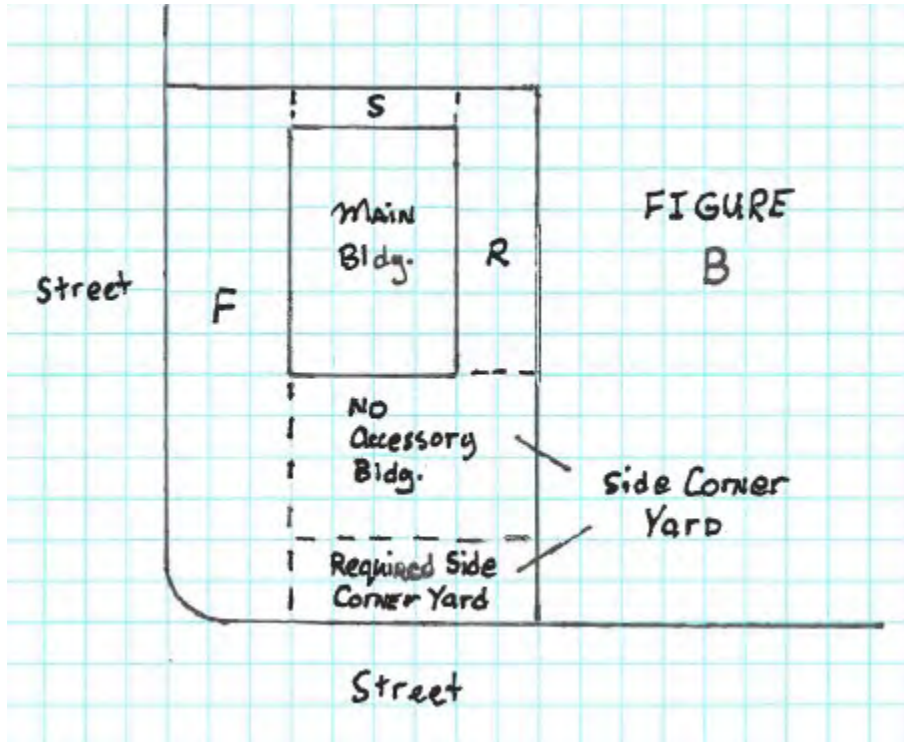 S
Main
Bldg.
R
FIGURE
B
Street
F
No
Accessory
Bldg.
Side Corner
Yard
Required Side
Corner Yard
Street